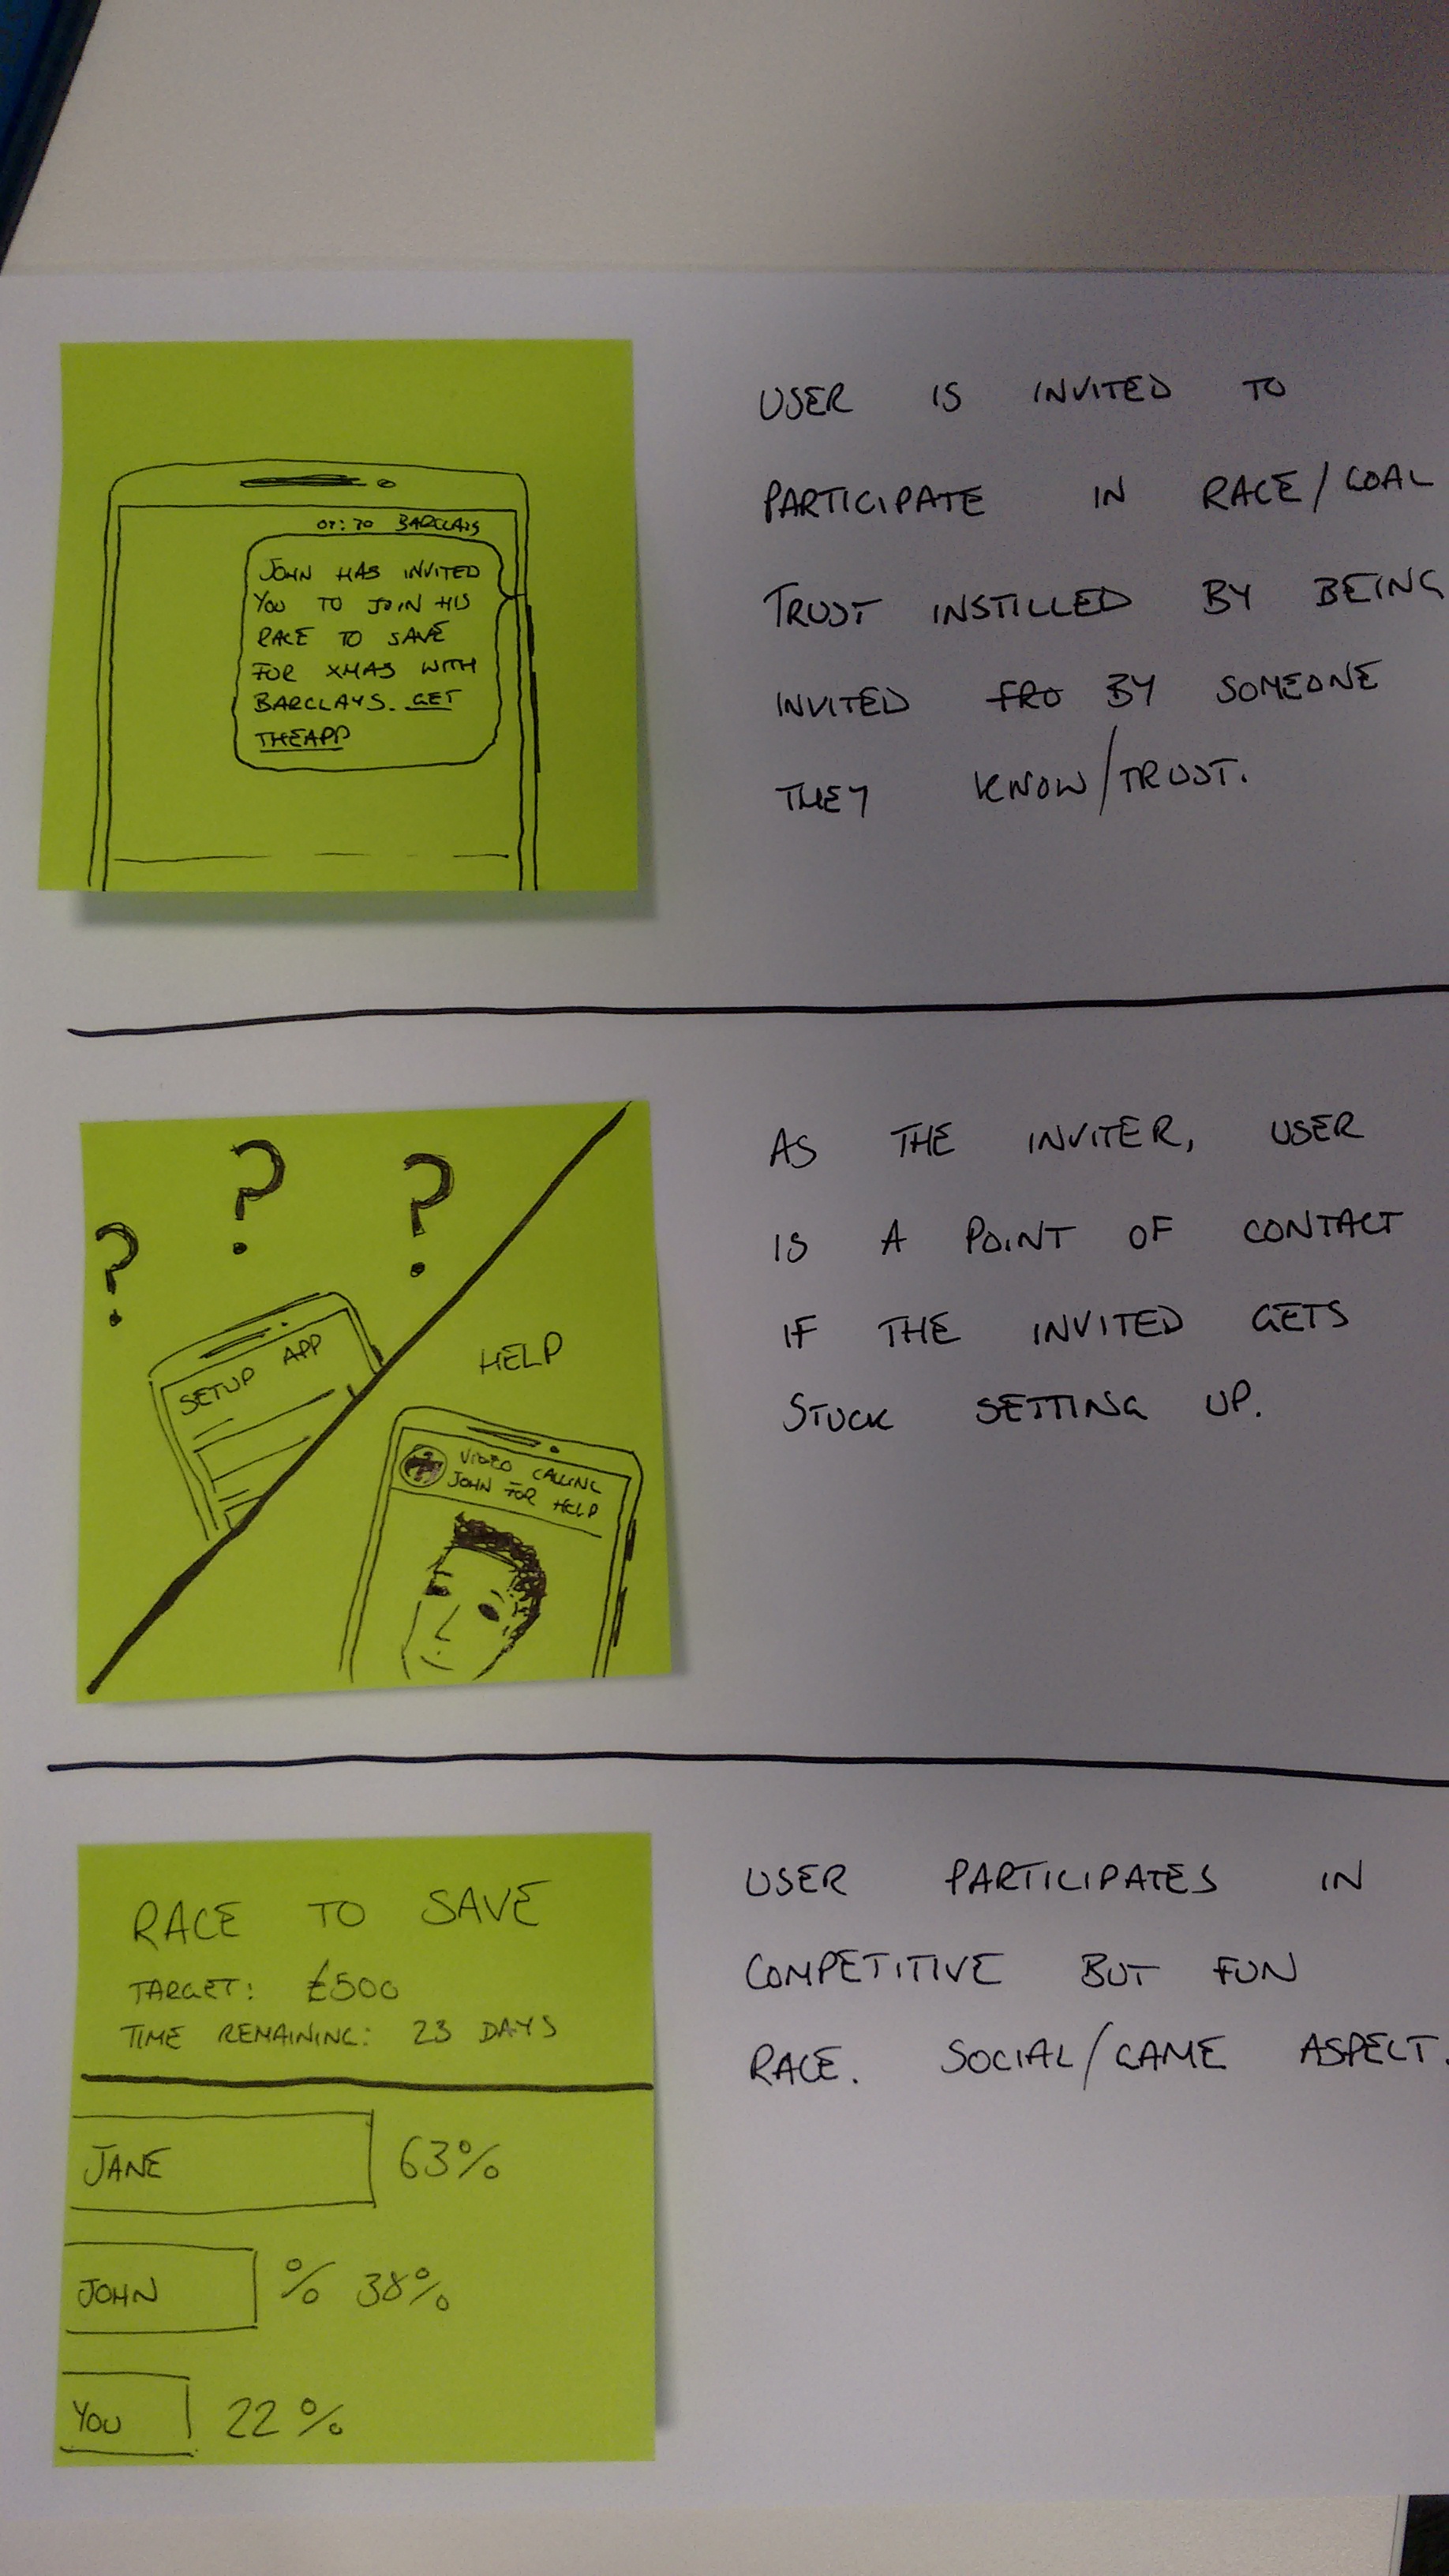 BARCLAYS
JOHN HAS INVITED
YOU TO JOIN HIS
RACE TO SAVE
FOR XMAS WITH
BARCLAYS. GET
THE APP
USER IS INVITED TO
PARTICIPATE IN RACE/GOAL
TRUST INSTILLED BY BEING
INVITED FRO BY SOMEONE
THEY KNOW/TRUST.
? ? ?
SETUP APP
HELP
VIDEO CALLING
JOHN FOR HELP
AS THE INVITER, USER
IS A POINT OF CONTACT
IF THE INVITED GETS
STUCK SETTING UP.
RACE TO SAVE
TARGET: £500
TIME REMAINING: 23 DAYS
JANE 63%
JOHN % 38%
YOU 22%
USER PARTICIPATES IN
COMPETITIVE BUT FUN
RACE. SOCIAL/GAME ASPECT.